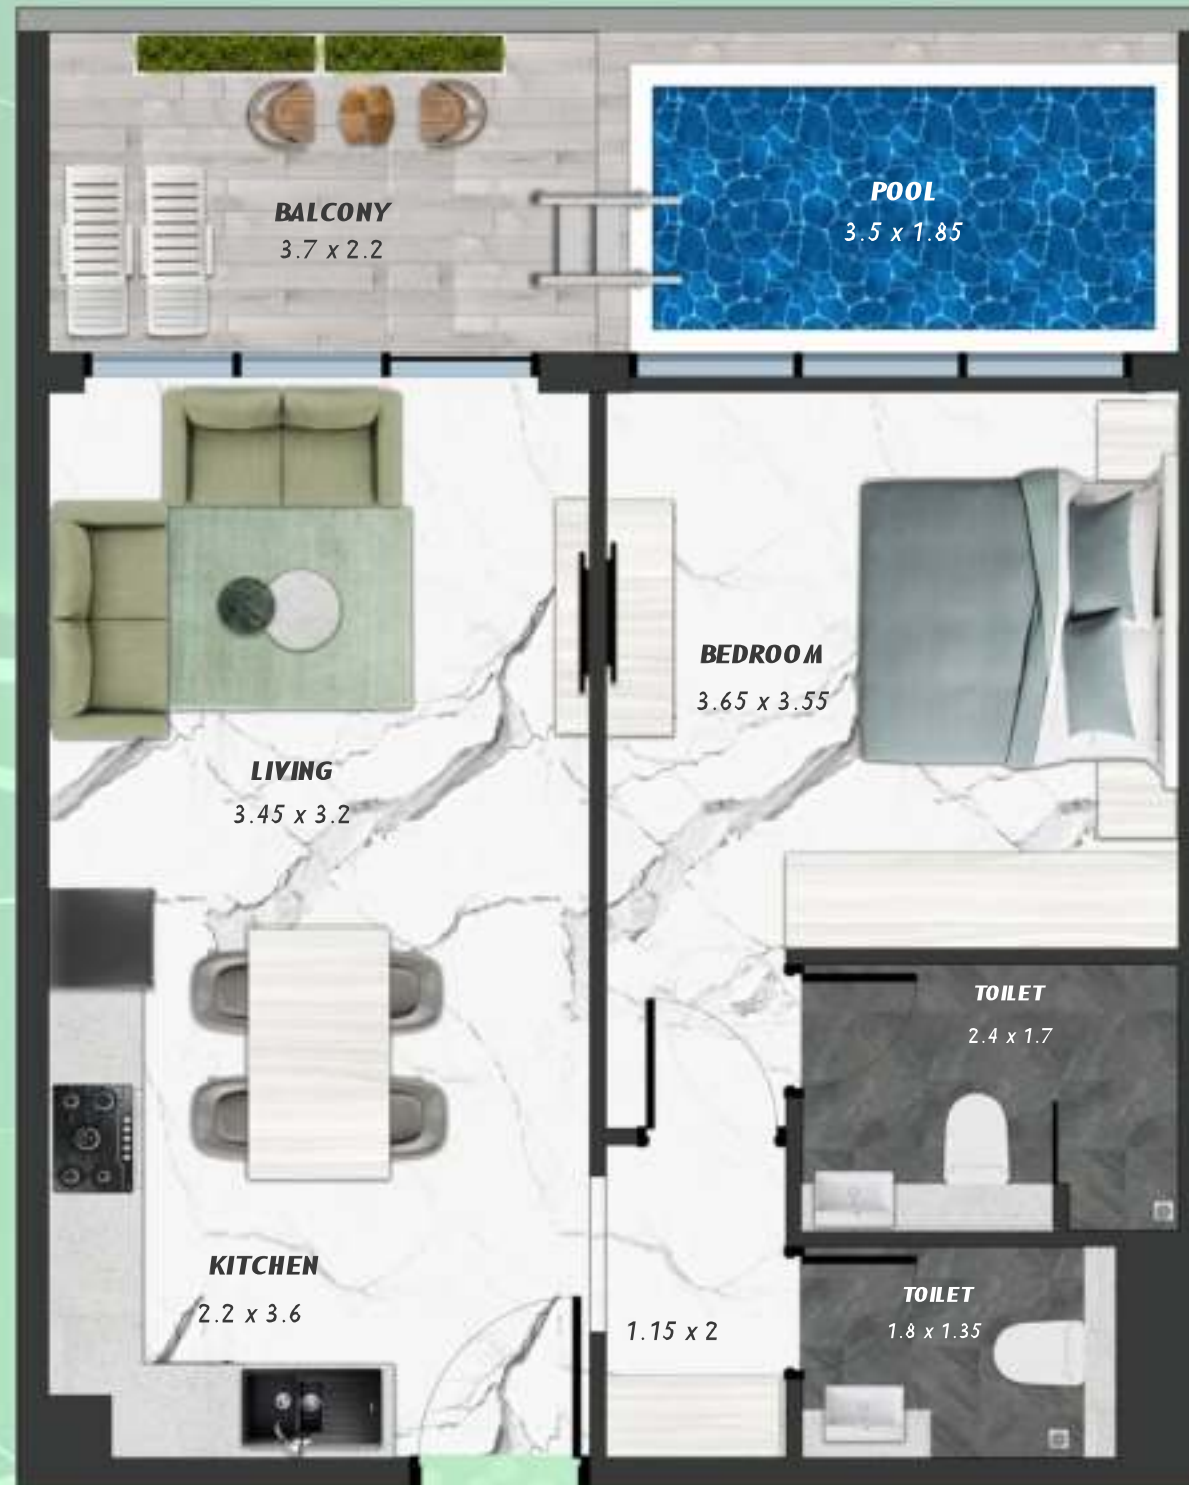 BALCONY
3.7 x 2.2
POOL
3.5 x 1.85
BEDROOM
3.65 x 3.55
LIVING
3.45 x 3.2
TOILET
2.4 x 1.7
KITCHEN
2.2 x 3.6
1.15 x 2
TOILET
1.8 x 1.35